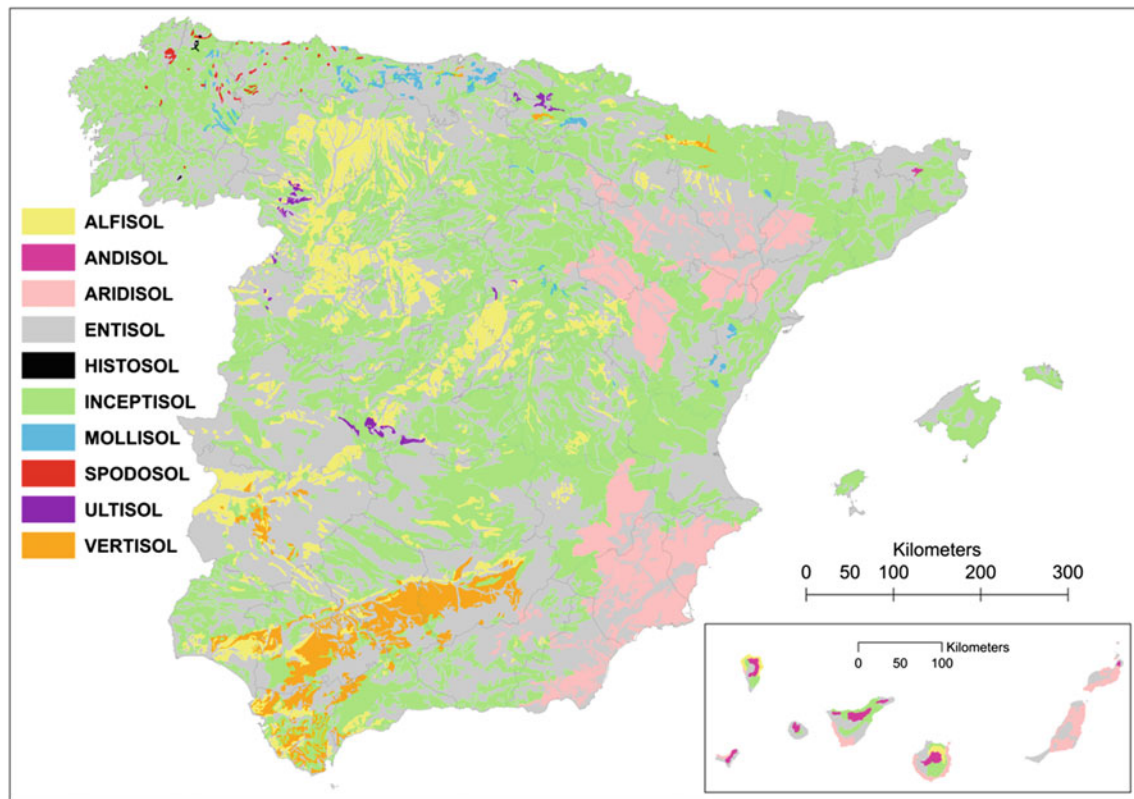 ALFISOL
ANDISOL
ARIDISOL
ENTISOL
HISTOSOL
INCEPTISOL
MOLLISOL
SPODOSOL
ULTISOL
VERTISOL
Kilometers
0 50 100 200 300
Kilometers
0 50 100